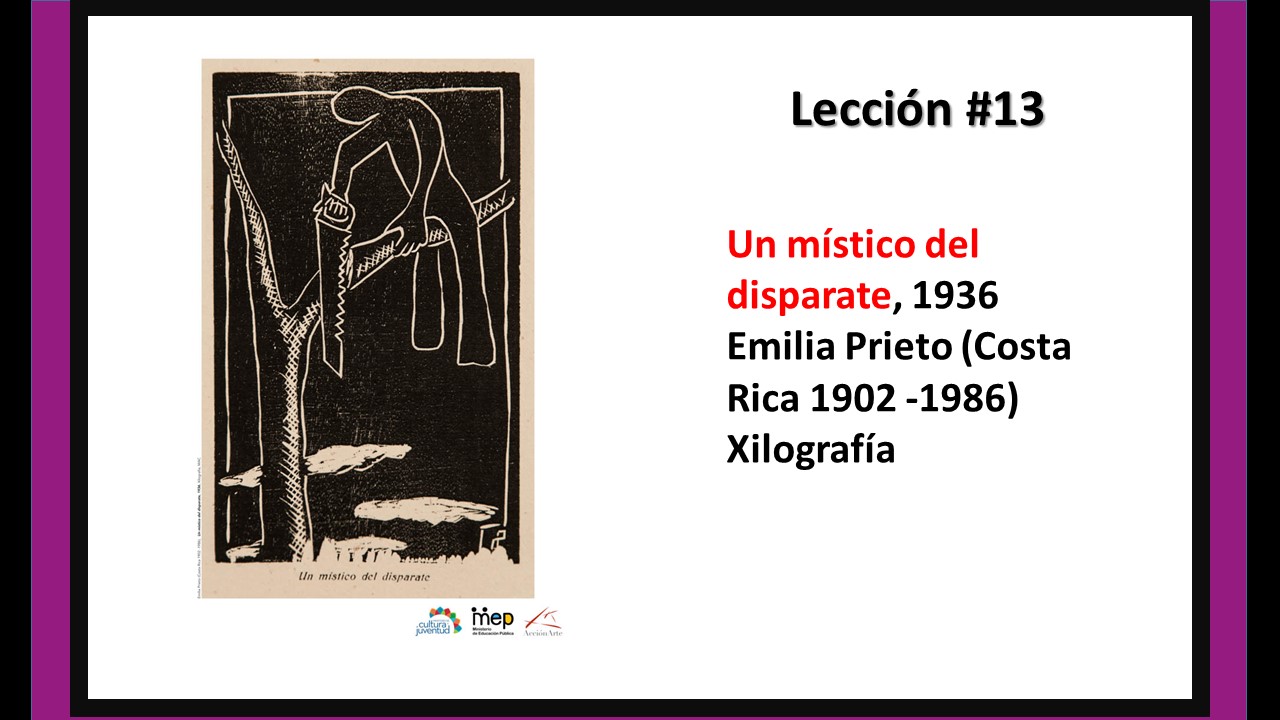 Lección #13
Un místico del
disparate, 1936
Emilia Prieto (Costa
Rica 1902 -1986)
Xilografía
Un místico del disparate
cultura
juventud
mep
Ministerio
de Educación Pública
AcciónArte